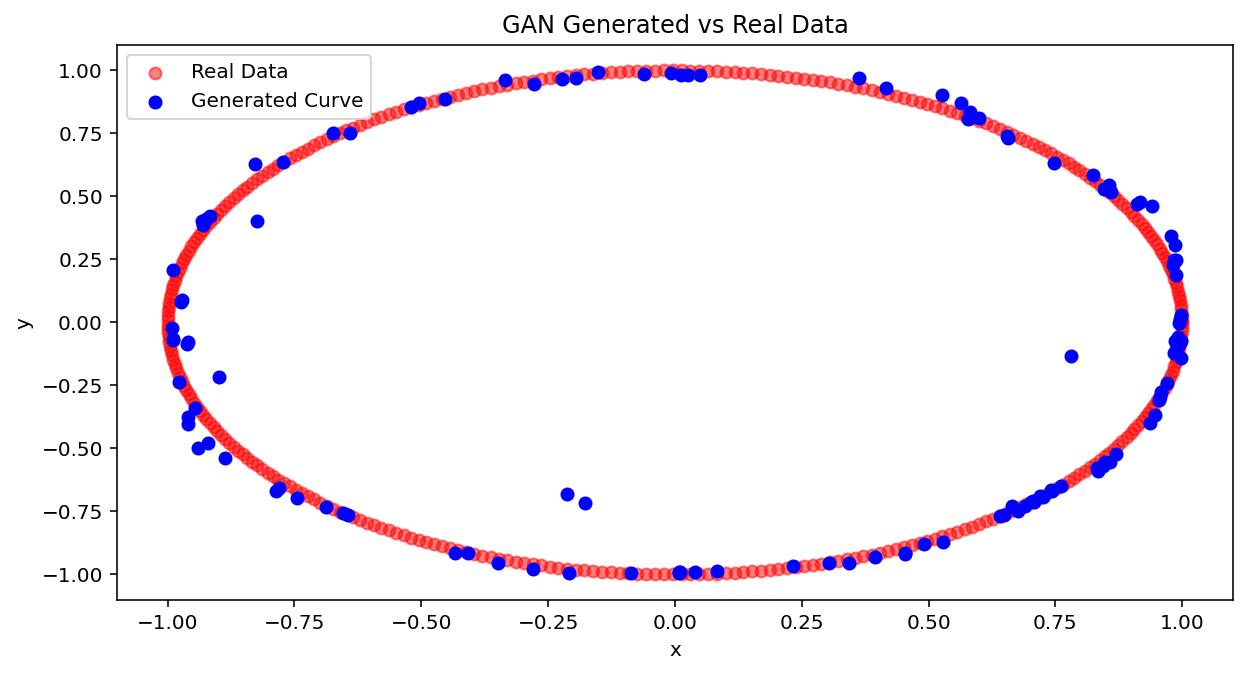 GAN Generated vs Real Data
Real Data
Generated Curve
1.00
0.75
0.50
0.25
0.00
−0.25
−0.50
−0.75
−1.00
y
−1.00 −0.75 −0.50 −0.25 0.00 0.25 0.50 0.75 1.00
x